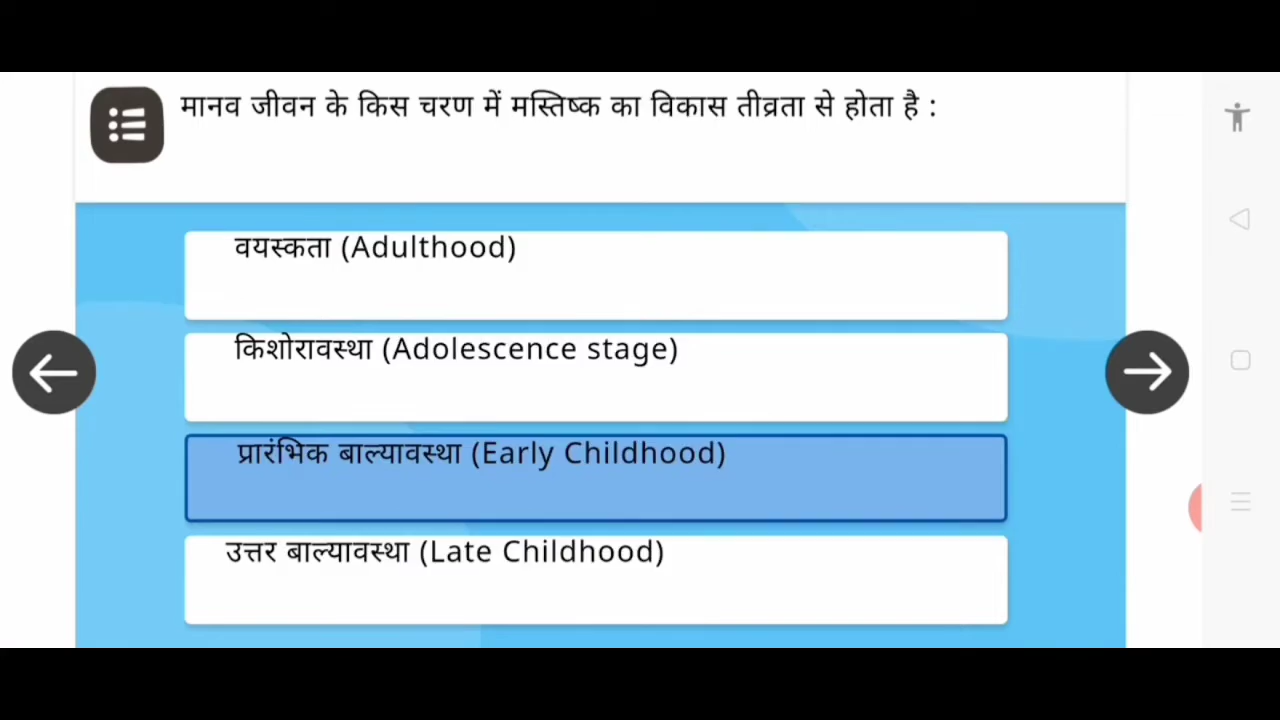 मानव जीवन के किस चरण में मस्तिष्क का विकास तीव्रता से होता है :
वयस्कता (Adulthood)
किशोरावस्था (Adolescence stage)
प्रारंभिक बाल्यावस्था (Early Childhood)
उत्तर बाल्यावस्था (Late Childhood)